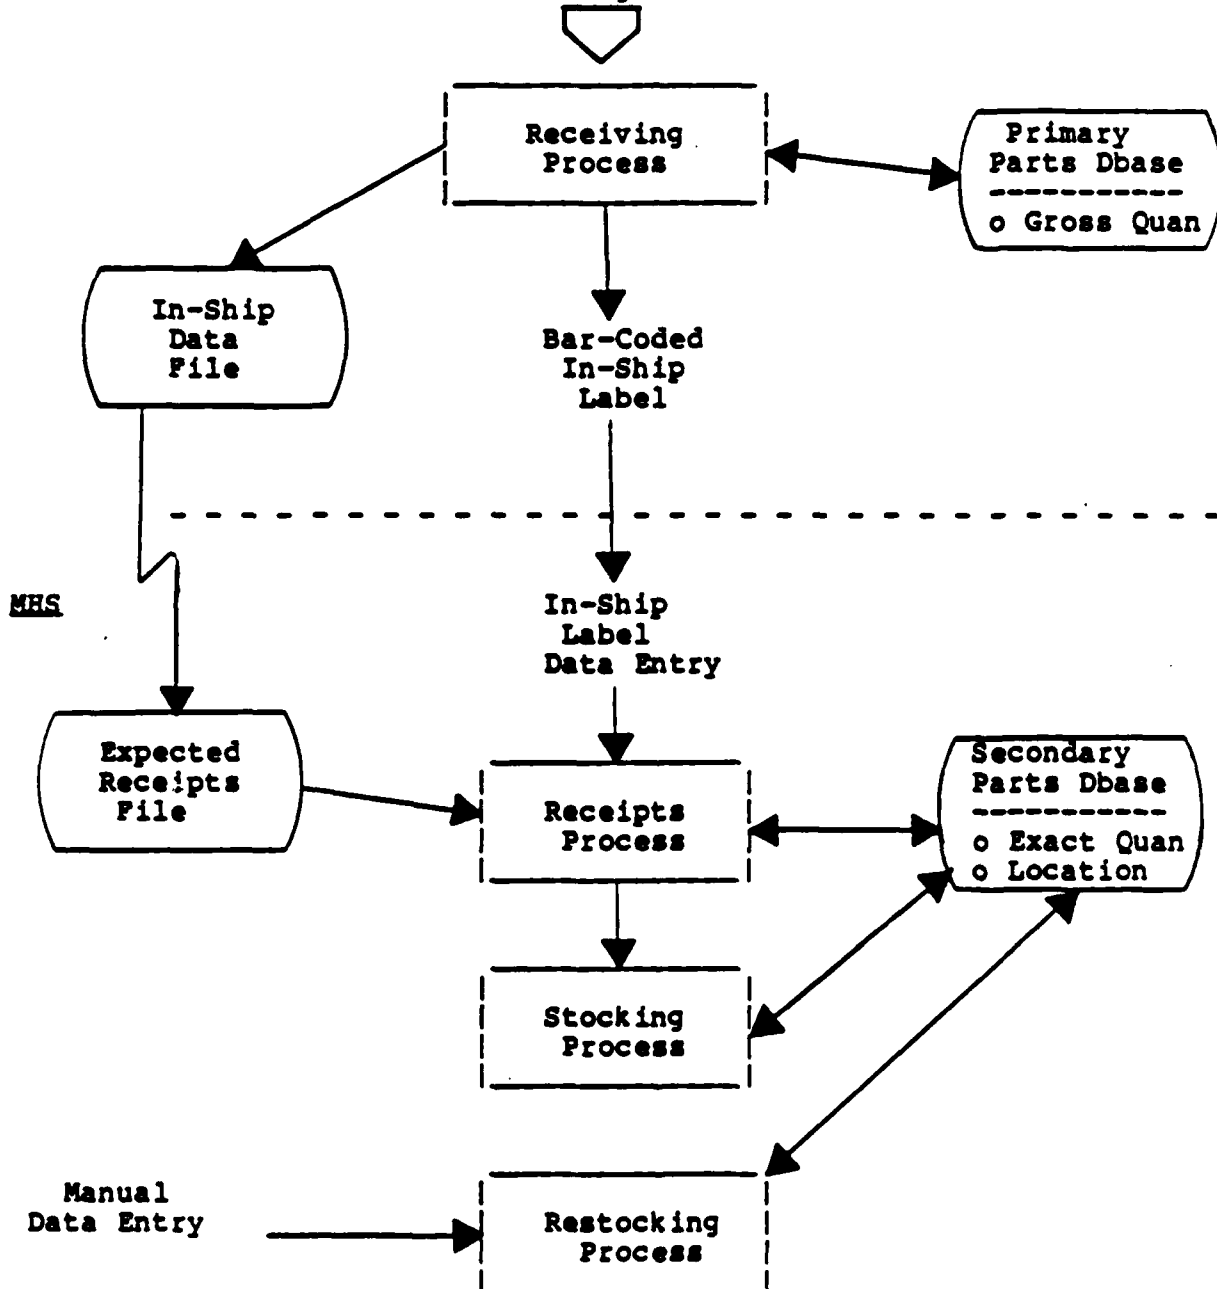 Receiving
Process
Primary
Parts Dbase
-----------
o Gross Quan
In-Ship
Data
File
Bar-Coded
In-Ship
Label
MHS
In-Ship
Label
Data Entry
Expected
Receipts
File
Receipts
Process
Secondary
Parts Dbase
-----------
o Exact Quan
o Location
Stocking
Process
Manual
Data Entry
Restocking
Process